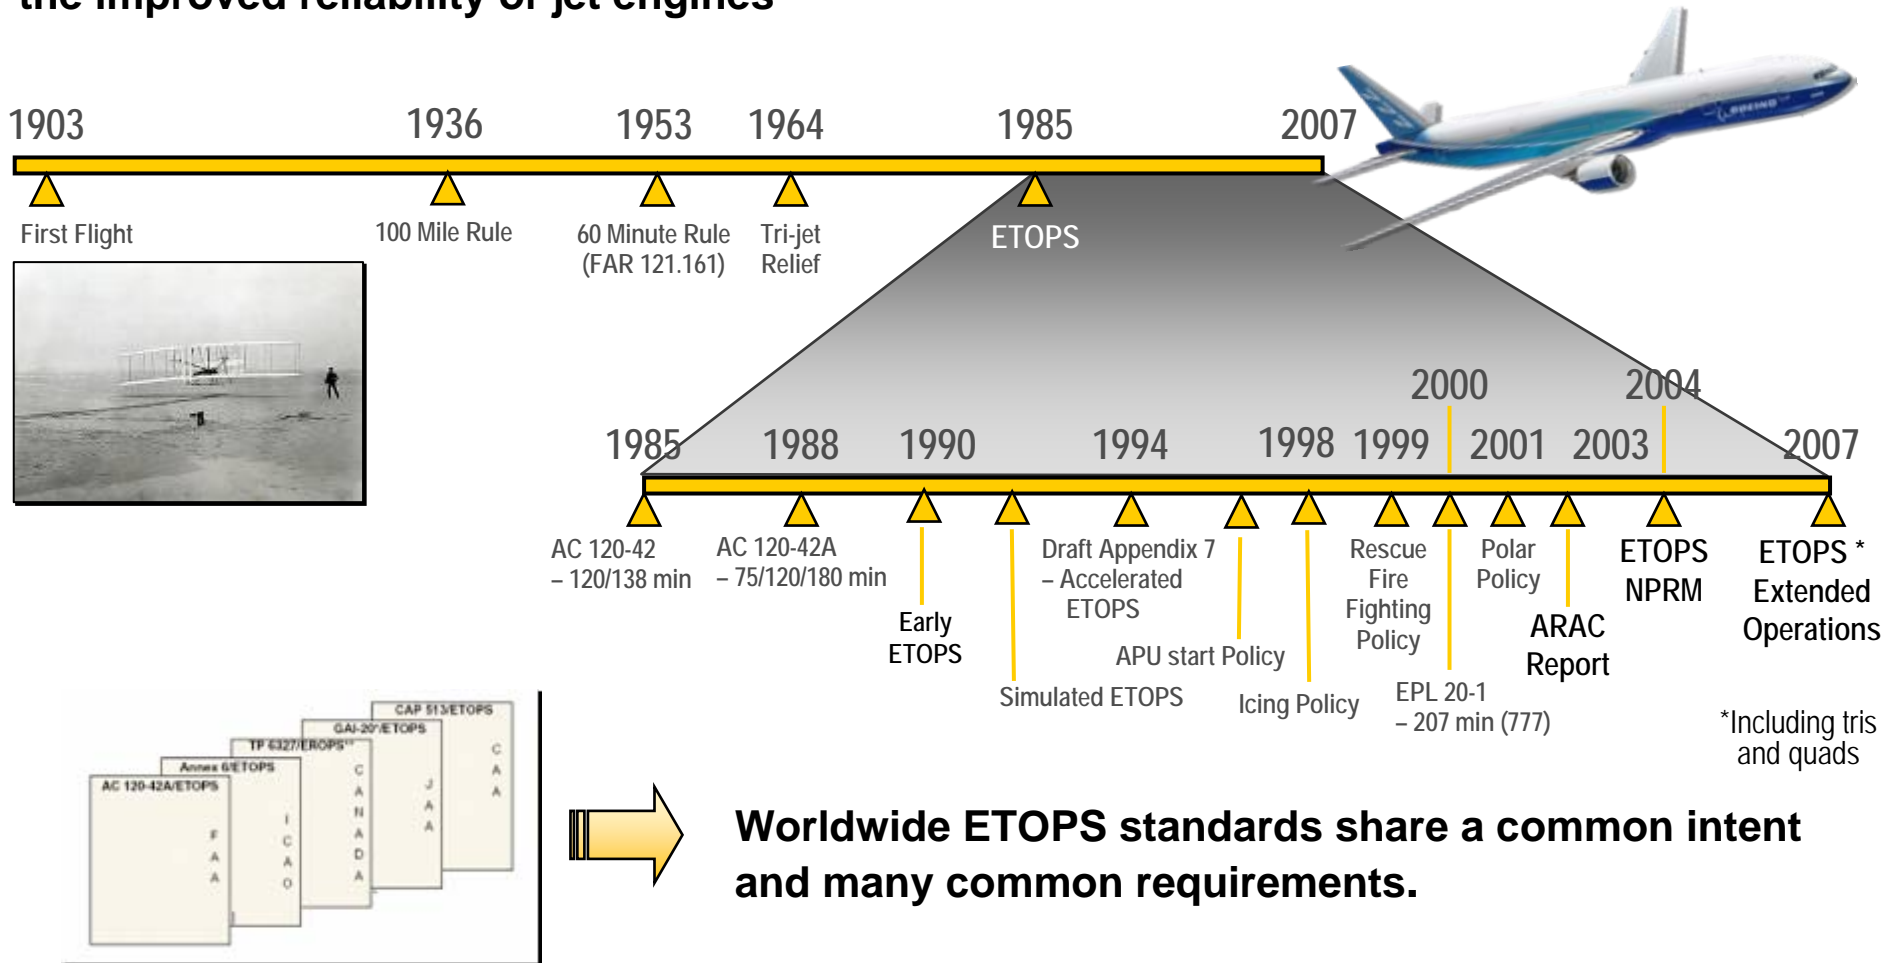 the improved reliability of jet engines
1903
1936
1953
1964
1985
2007
BOEING
First Flight
100 Mile Rule
60 Minute Rule
(FAR 121.161)
Tri-jet
Relief
ETOPS
2000
2004
1985
1988
1990
1994
1998
1999
2001
2003
2007
AC 120-42
– 120/138 min
AC 120-42A
– 75/120/180 min
Early
ETOPS
Simulated ETOPS
Draft Appendix 7
– Accelerated
ETOPS
APU start Policy
Icing Policy
Rescue
Fire
Fighting
Policy
EPL 20-1
– 207 min (777)
Polar
Policy
ARAC
Report
ETOPS
NPRM
ETOPS *
Extended
Operations
*Including tris
and quads
CAP 513/ETOPS
CAA
GAI-20*/ETOPS
JAA
TP 6327/EROPS**
CANADA
Annex 6/ETOPS
ICAO
AC 120-42A/ETOPS
FAA
Worldwide ETOPS standards share a common intent
and many common requirements.